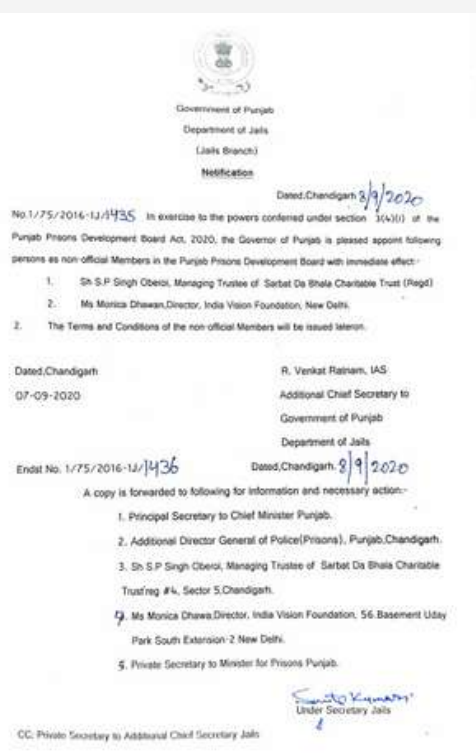 Government of Punjab
Department of Jails
(Jails Branch)
Notification
Dated,Chandigarh 8/9/2020
No.1/75/2016-1J/1435 In exercise to the powers conferred under section 3(4)(i) of the
Punjab Prisons Development Board Act, 2020, the Governor of Punjab is pleased appoint following
persons as non-official Members in the Punjab Prisons Development Board with immediate effect:-
1. Sh S.P Singh Oberoi, Managing Trustee of Sarbat Da Bhala Charitable Trust (Regd)
2. Ms Monica Dhawan,Director, India Vision Foundation, New Delhi.
2. The Terms and Conditions of the non-official Members will be issued lateron.
Dated,Chandigarh
07-09-2020
R. Venkat Ratnam, IAS
Additional Chief Secretary to
Government of Punjab
Department of Jails
Endst No. 1/75/2016-1J/1436 Dated,Chandigarh. 8/9/2020
A copy is forwarded to following for information and necessary action:-
1. Principal Secretary to Chief Minister Punjab.
2. Additional Director General of Police(Prisons), Punjab,Chandigarh.
3. Sh S.P Singh Oberoi, Managing Trustee of Sarbat Da Bhala Charitable
Trust'reg #4, Sector 5,Chandigarh.
4. Ms Monica Dhawa,Director, India Vision Foundation, 56.Basement Uday
Park South Extension-2 New Delhi.
5. Private Secretary to Minister for Prisons Punjab.
Under Secretary Jails
CC. Private Secretary to Additional Chief Secretary Jails